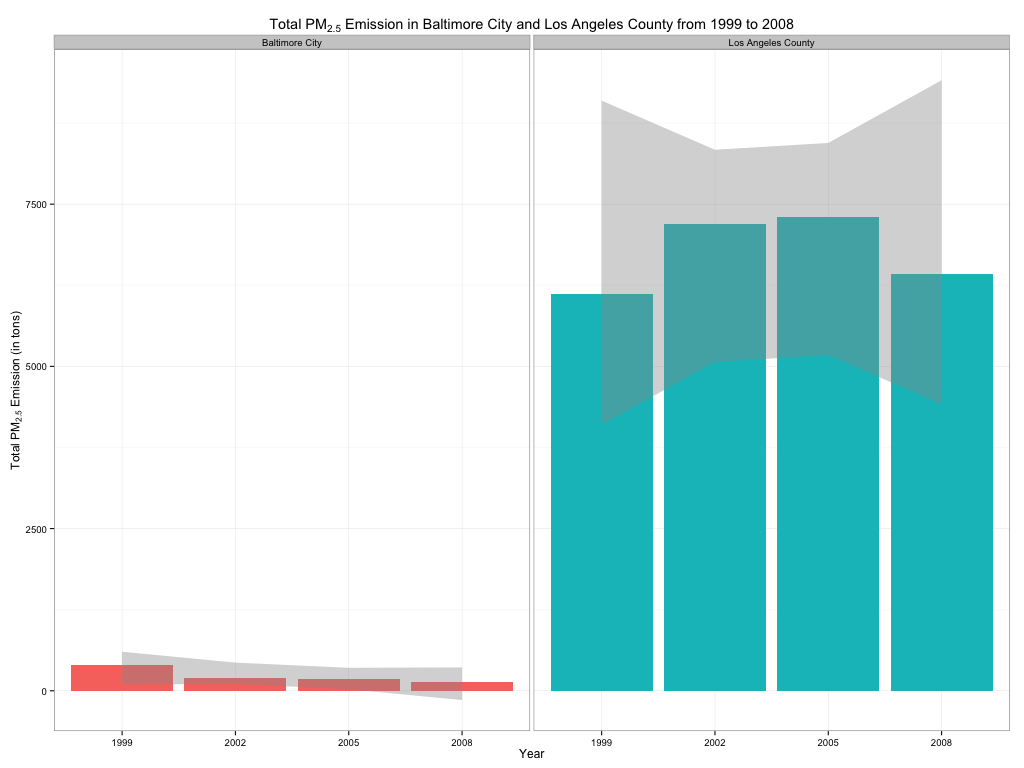 Total PM2.5 Emission in Baltimore City and Los Angeles County from 1999 to 2008
Baltimore City
Los Angeles County
Total PM2.5 Emission (in tons)
7500
5000
2500
0
1999
2002
2005
2008
1999
2002
2005
2008
Year